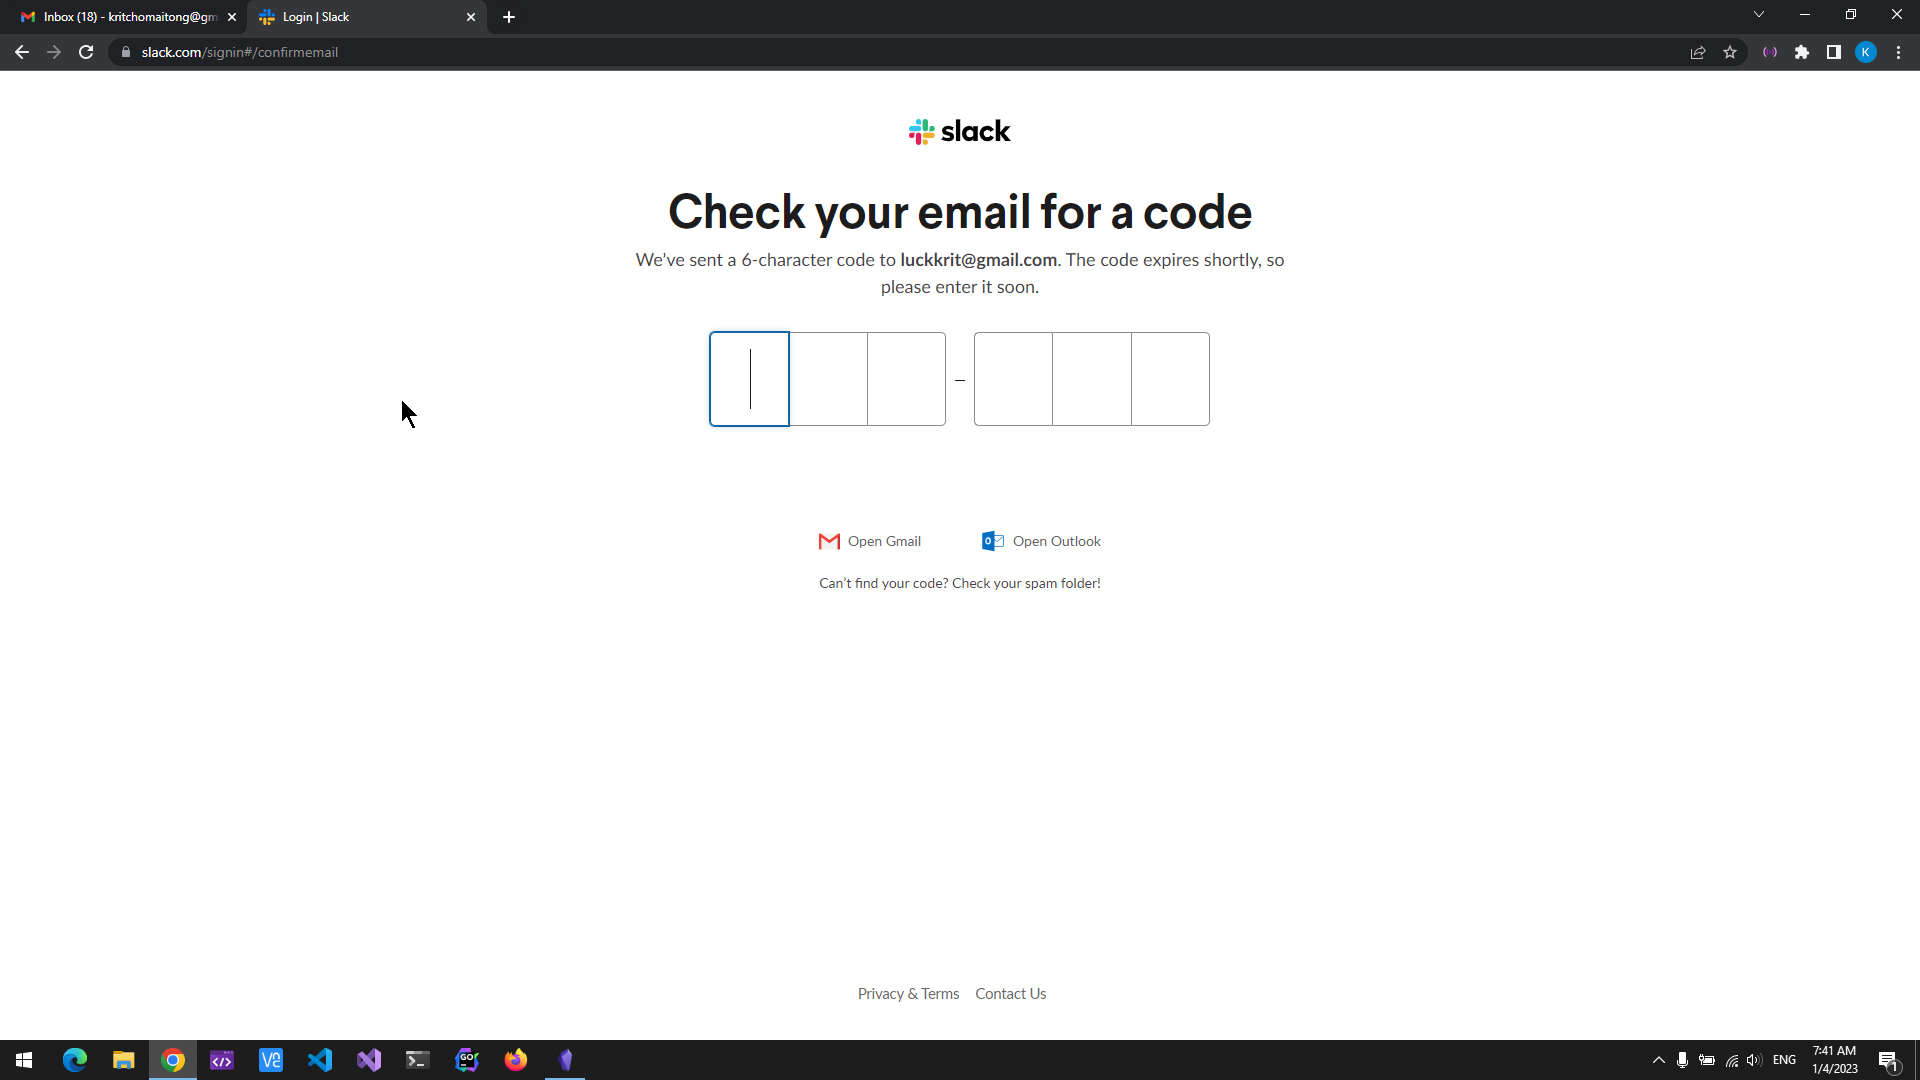 Inbox (18) - kritchomaitong@gm
Login | Slack
slack.com/signin#/confirmemail
K
slack
Check your email for a code
We’ve sent a 6-character code to luckkrit@gmail.com. The code expires shortly, so
please enter it soon.
–
Open Gmail
Open Outlook
Can’t find your code? Check your spam folder!
Privacy & Terms
Contact Us
GO
ENG
7:41 AM
1/4/2023
1